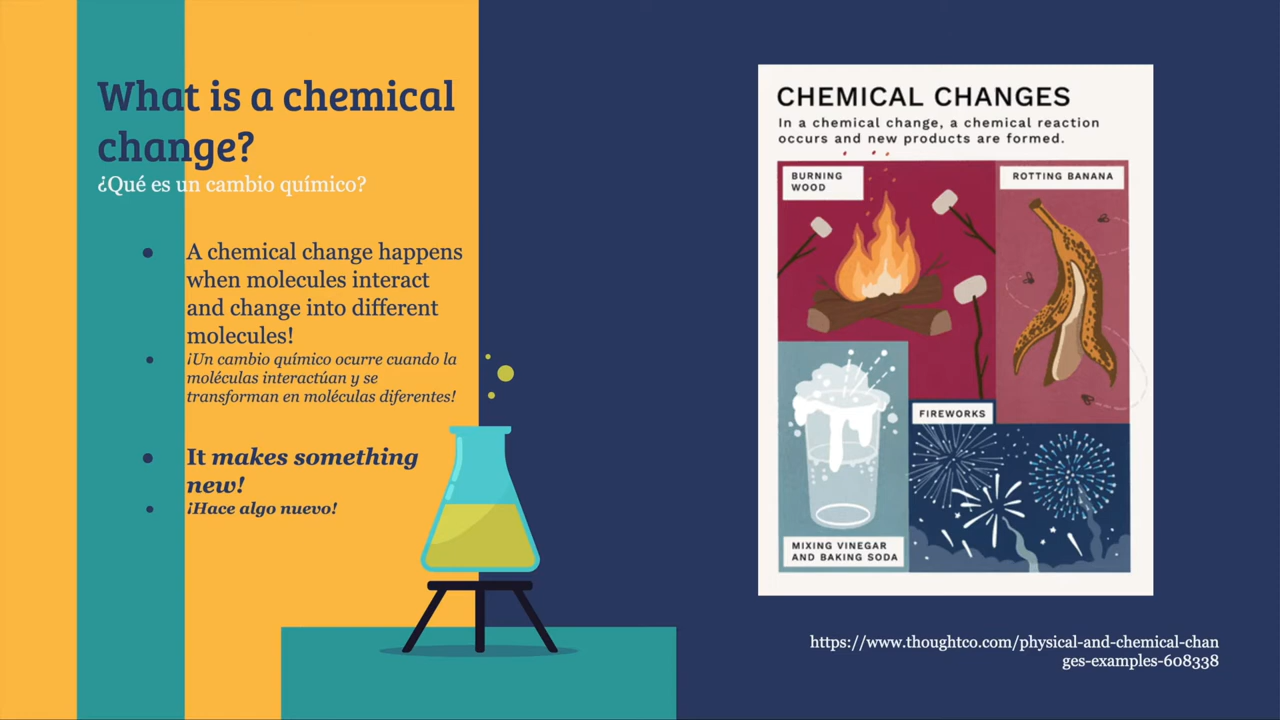 What is a chemical
change?
¿Qué es un cambio químico?
A chemical change happens
when molecules interact
and change into different
molecules!
¡Un cambio químico ocurre cuando la
moléculas interactúan y se
transforman en moléculas diferentes!
It makes something
new!
¡Hace algo nuevo!
CHEMICAL CHANGES
In a chemical change, a chemical reaction
occurs and new products are formed.
BURNING
WOOD
ROTTING BANANA
FIREWORKS
MIXING VINEGAR
AND BAKING SODA
https://www.thoughtco.com/physical-and-chemical-chan
ges-examples-608338